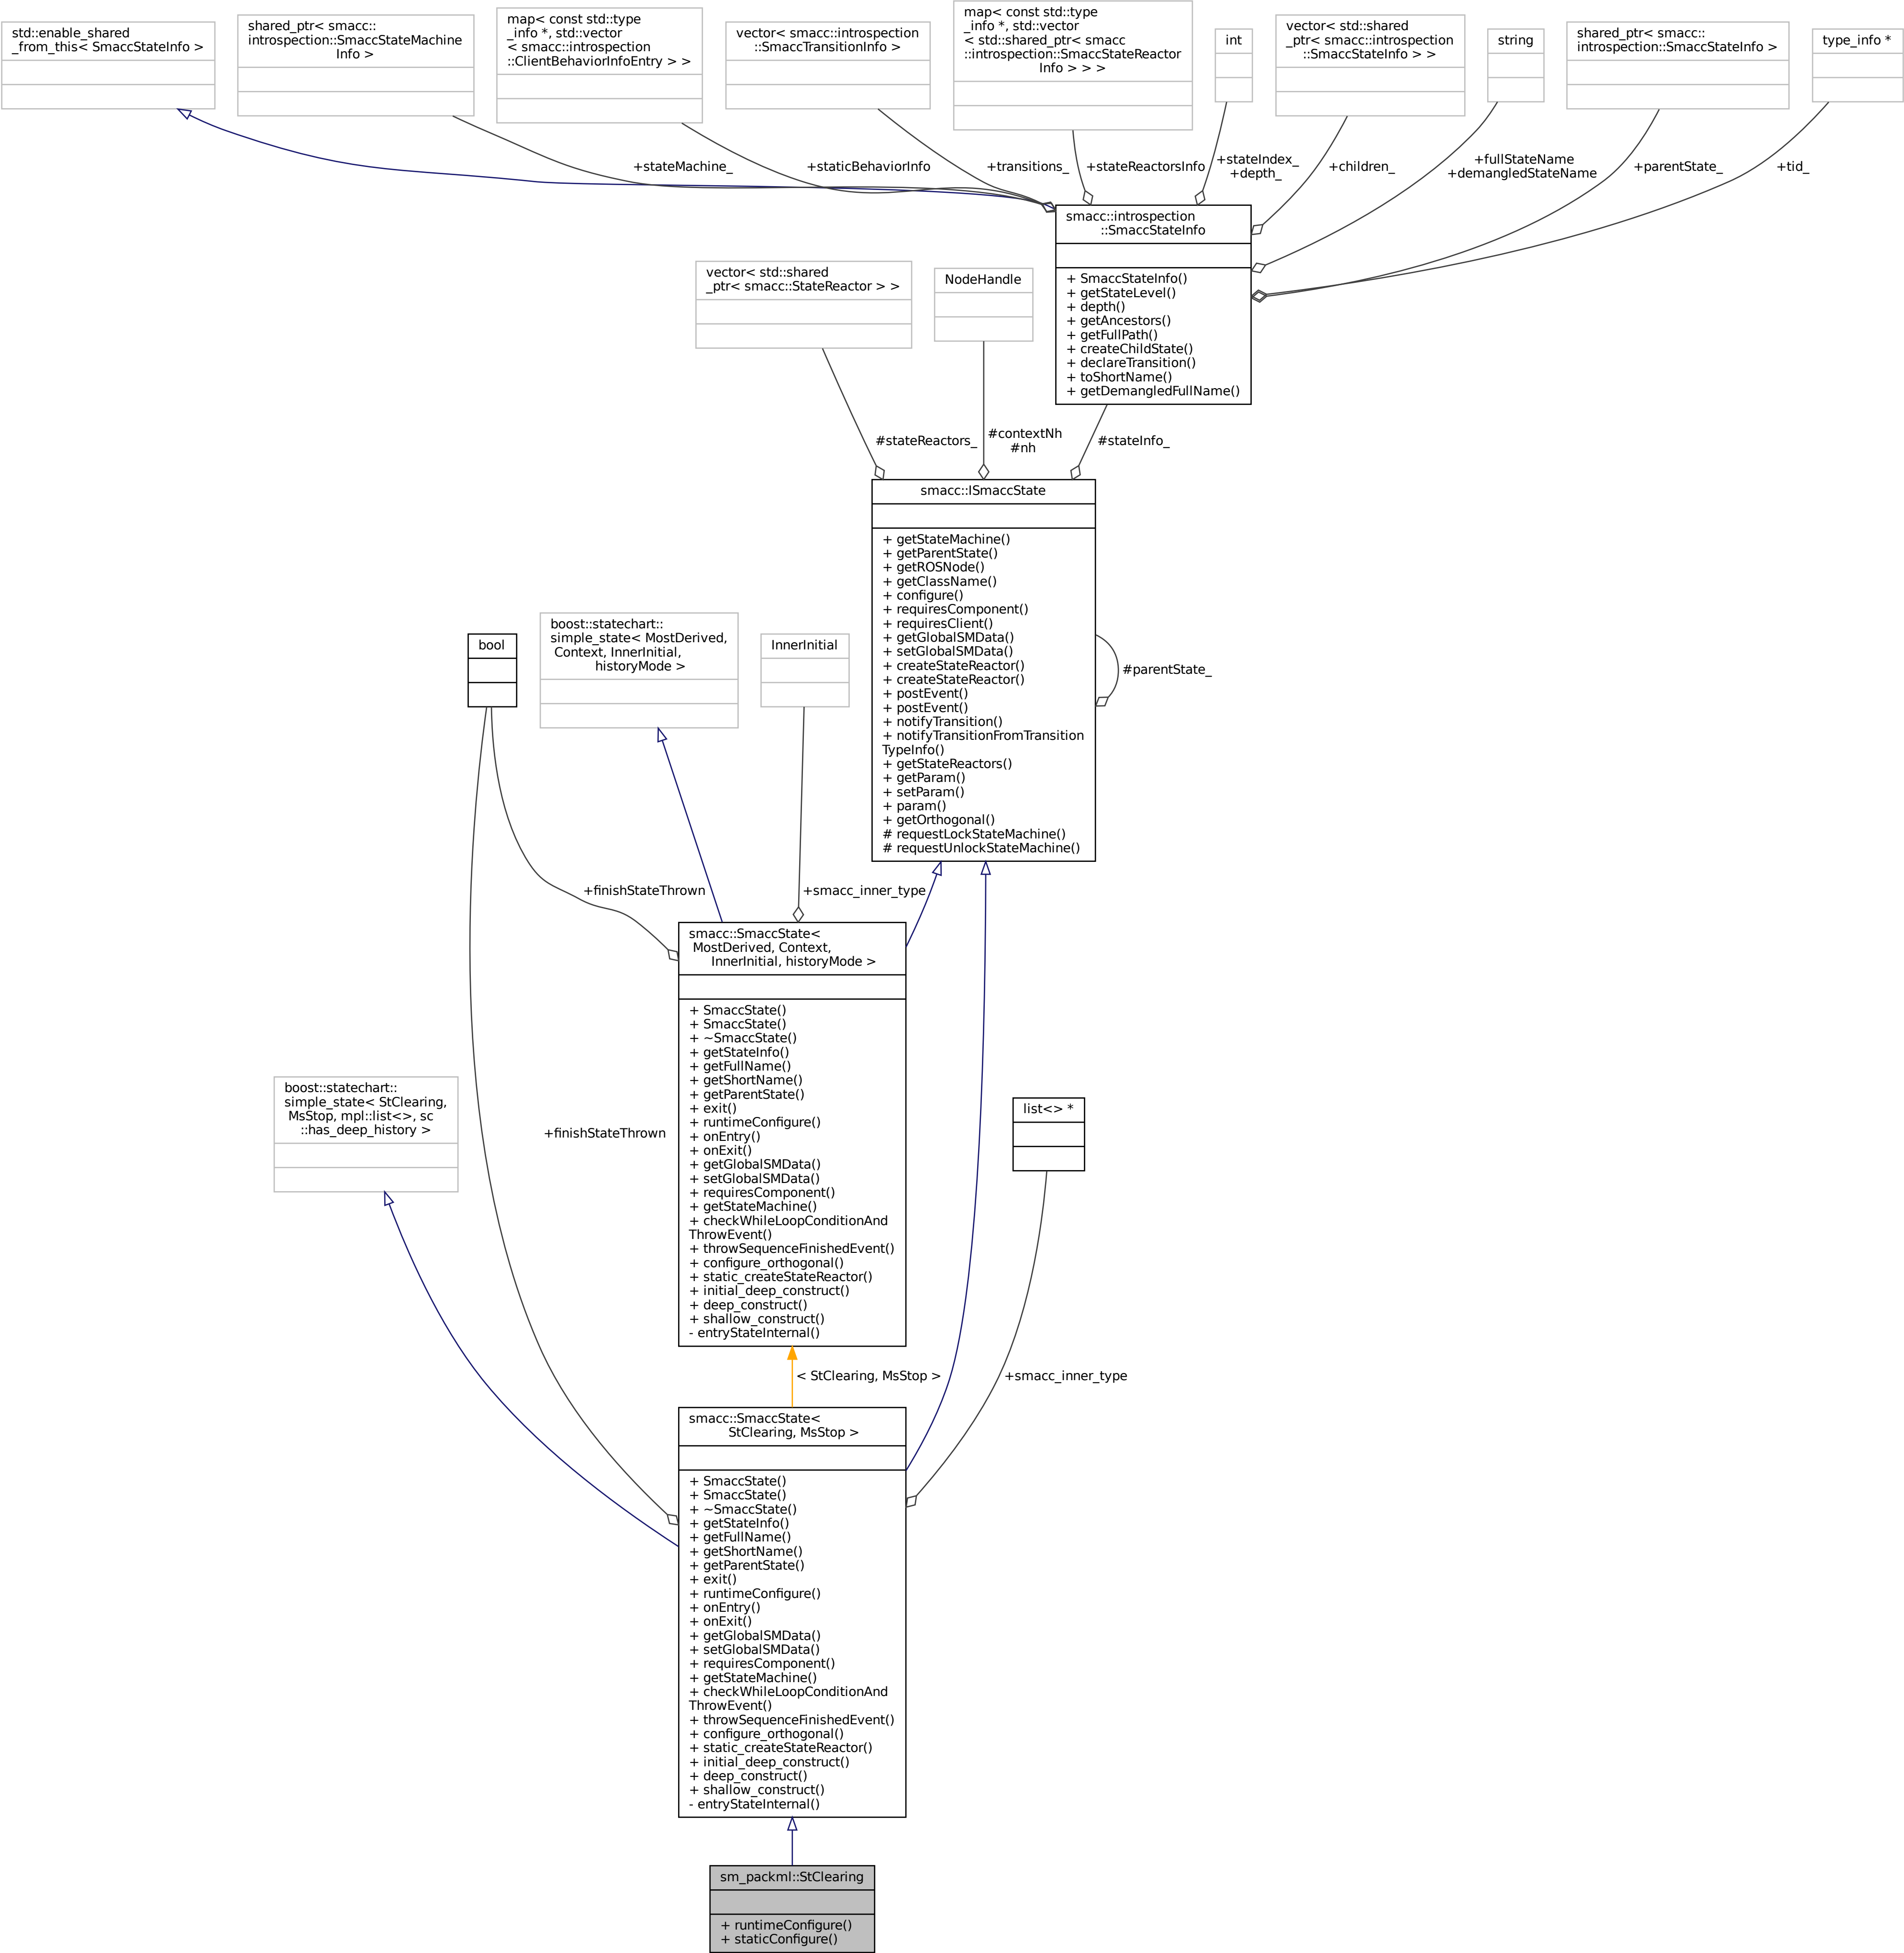 std::enable_shared
_from_this< SmaccStateInfo >
shared_ptr< smacc::
introspection::SmaccStateMachine
Info >
map< const std::type
_info *, std::vector
< smacc::introspection
::ClientBehaviorInfoEntry > >
vector< smacc::introspection
::SmaccTransitionInfo >
map< const std::type
_info *, std::vector
< std::shared_ptr< smacc
::introspection::SmaccStateReactor
Info > > >
int
vector< std::shared
_ptr< smacc::introspection
::SmaccStateInfo > >
string
shared_ptr< smacc::
introspection::SmaccStateInfo >
type_info *
+stateMachine_
+staticBehaviorInfo
+transitions_
+stateReactorsInfo
+stateIndex_
+depth_
+children_
+fullStateName
+demangledStateName
+parentState_
+tid_
smacc::introspection
::SmaccStateInfo
+ SmaccStateInfo()
+ getStateLevel()
+ depth()
+ getAncestors()
+ getFullPath()
+ createChildState()
+ declareTransition()
+ toShortName()
+ getDemangledFullName()
vector< std::shared
_ptr< smacc::StateReactor > >
NodeHandle
#stateReactors_
#contextNh
#nh
#stateInfo_
smacc::ISmaccState
+ getStateMachine()
+ getParentState()
+ getROSNode()
+ getClassName()
+ configure()
+ requiresComponent()
+ requiresClient()
+ getGlobalSMData()
+ setGlobalSMData()
+ createStateReactor()
+ createStateReactor()
+ postEvent()
+ postEvent()
+ notifyTransition()
+ notifyTransitionFromTransition
TypeInfo()
+ getStateReactors()
+ getParam()
+ setParam()
+ param()
+ getOrthogonal()
# requestLockStateMachine()
# requestUnlockStateMachine()
#parentState_
bool
boost::statechart::
simple_state< MostDerived,
Context, InnerInitial,
historyMode >
InnerInitial
+finishStateThrown
+smacc_inner_type
smacc::SmaccState<
MostDerived, Context,
InnerInitial, historyMode >
+ SmaccState()
+ SmaccState()
+ ~SmaccState()
+ getStateInfo()
+ getFullName()
+ getShortName()
+ getParentState()
+ exit()
+ runtimeConfigure()
+ onEntry()
+ onExit()
+ getGlobalSMData()
+ setGlobalSMData()
+ requiresComponent()
+ getStateMachine()
+ checkWhileLoopConditionAnd
ThrowEvent()
+ throwSequenceFinishedEvent()
+ configure_orthogonal()
+ static_createStateReactor()
+ initial_deep_construct()
+ deep_construct()
+ shallow_construct()
- entryStateInternal()
boost::statechart::
simple_state< StClearing,
MsStop, mpl::list<>, sc
::has_deep_history >
+finishStateThrown
list<> *
< StClearing, MsStop >
+smacc_inner_type
smacc::SmaccState<
StClearing, MsStop >
+ SmaccState()
+ SmaccState()
+ ~SmaccState()
+ getStateInfo()
+ getFullName()
+ getShortName()
+ getParentState()
+ exit()
+ runtimeConfigure()
+ onEntry()
+ onExit()
+ getGlobalSMData()
+ setGlobalSMData()
+ requiresComponent()
+ getStateMachine()
+ checkWhileLoopConditionAnd
ThrowEvent()
+ throwSequenceFinishedEvent()
+ configure_orthogonal()
+ static_createStateReactor()
+ initial_deep_construct()
+ deep_construct()
+ shallow_construct()
- entryStateInternal()
sm_packml::StClearing
+ runtimeConfigure()
+ staticConfigure()